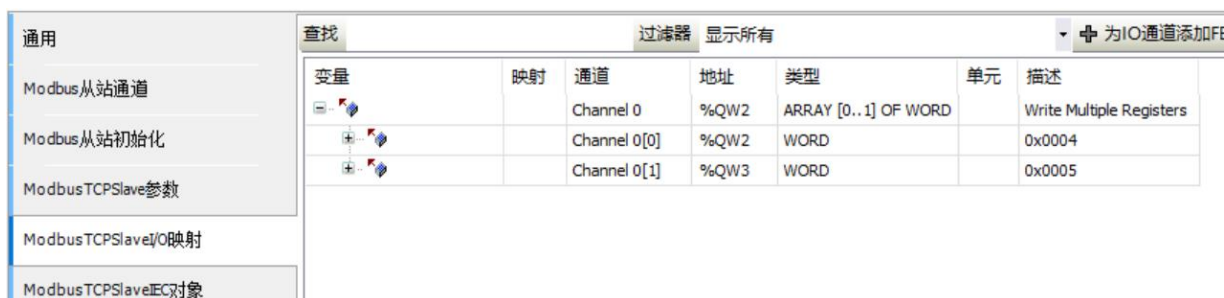 通用
Modbus从站通道
Modbus从站初始化
ModbusTCPSlave参数
ModbusTCPSlaveI/O映射
ModbusTCPSlaveIEC对象
查找 过滤器 显示所有 为IO通道添加FB
变量 映射 通道 地址 类型 单元 描述
Channel 0 %QW2 ARRAY [0..1] OF WORD Write Multiple Registers
Channel 0[0] %QW2 WORD 0x0004
Channel 0[1] %QW3 WORD 0x0005